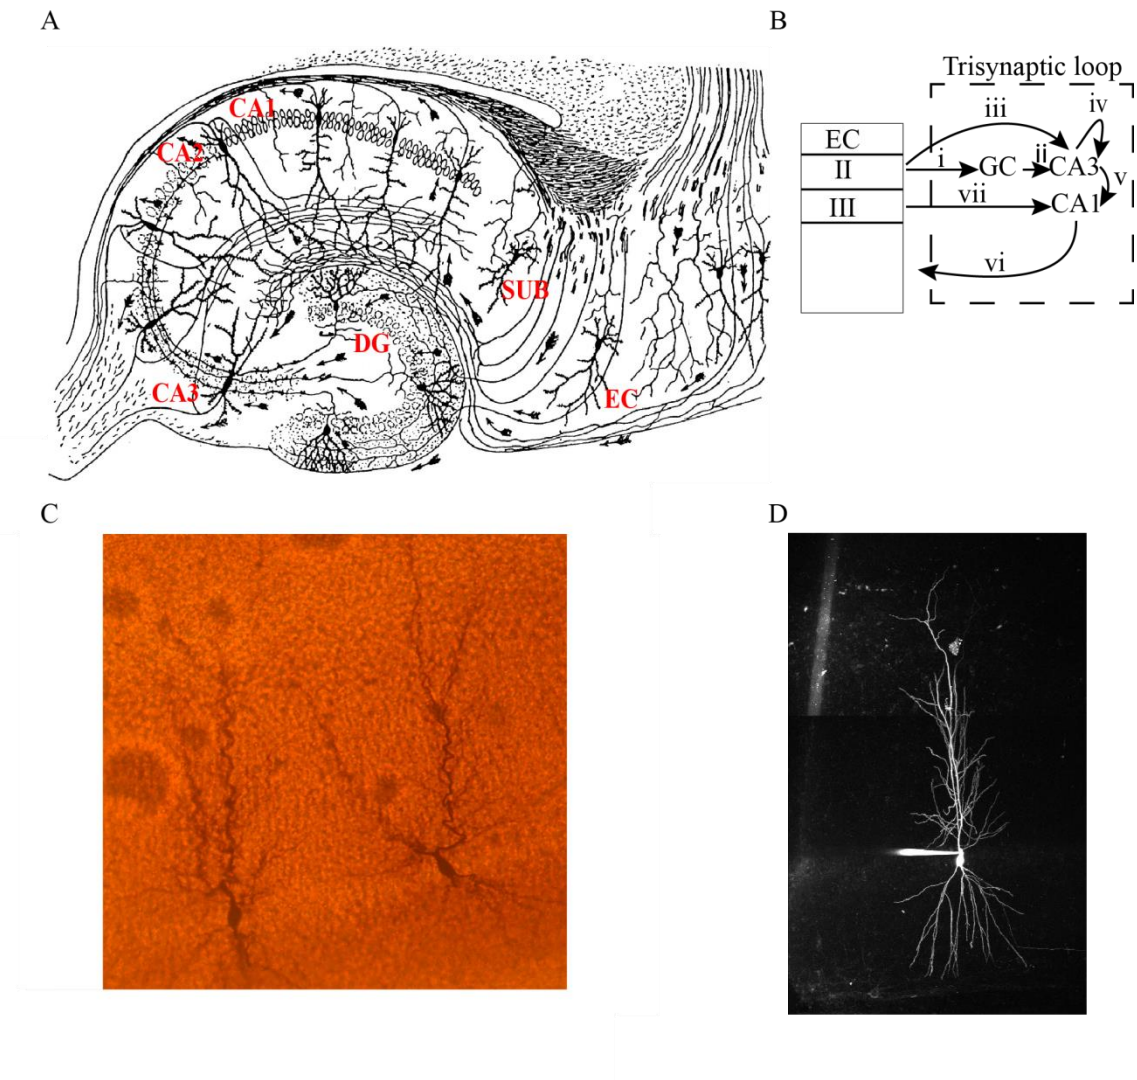 A
CA1
CA2
CA3
DG
SUB
EC
B
Trisynaptic loop
EC
II
III
i
ii
iii
iv
v
vi
vii
GC
CA3
CA1
C
D